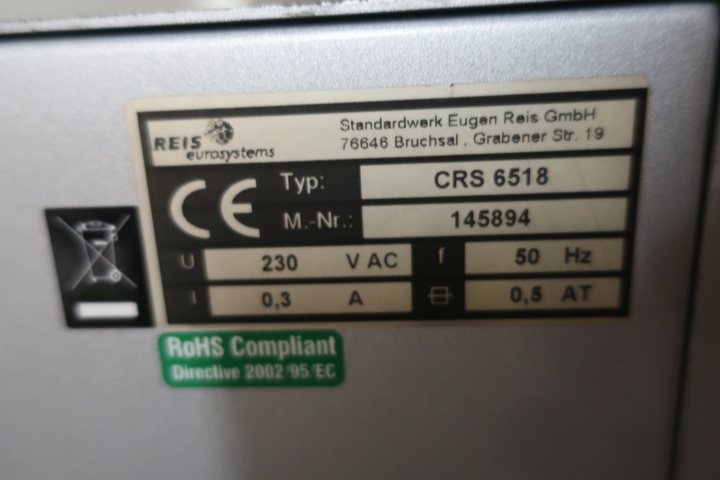 REIS
eurosystems
Standardwerk Eugen Reis GmbH
76646 Bruchsal , Grabener Str. 19
CE
Typ: CRS 6518
M.-Nr.: 145894
U 230 V AC f 50 Hz
I 0,3 A 0,5 AT
RoHS Compliant
Directive 2002/95/EC